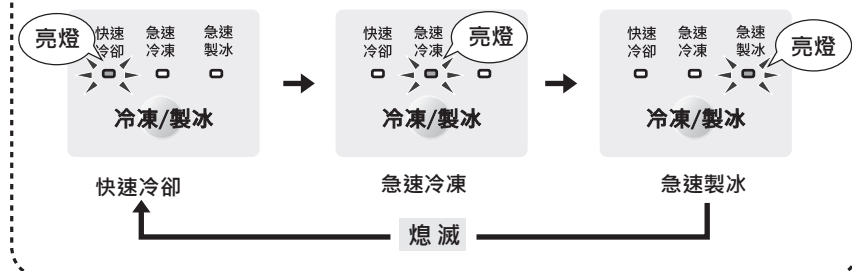 亮燈
快速
冷卻
急速
冷凍
急速
製冰
冷凍/製冰
快速冷卻
快速
冷卻
急速
冷凍
急速
製冰
亮燈
冷凍/製冰
急速冷凍
快速
冷卻
急速
冷凍
急速
製冰
亮燈
冷凍/製冰
急速製冰
熄滅